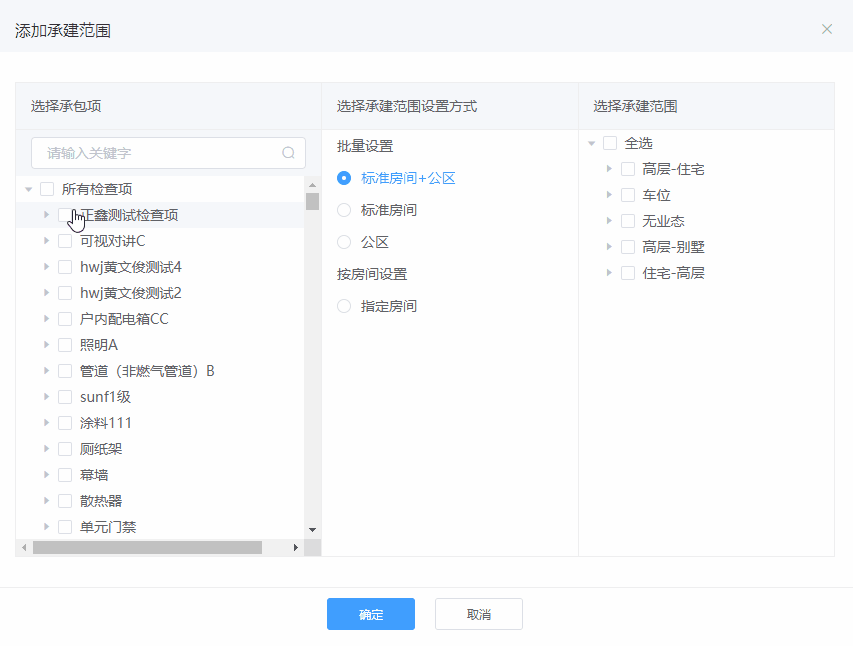 添加承建范围
选择承包项
选择承建范围设置方式
选择承建范围
请输入关键字
所有检查项
正鑫测试检查项
可视对讲C
hwj黄文俊测试4
hwj黄文俊测试2
户内配电箱CC
照明A
管道（非燃气管道）B
sunf1级
涂料111
厕纸架
幕墙
散热器
单元门禁
批量设置
标准房间+公区
标准房间
公区
按房间设置
指定房间
全选
高层-住宅
车位
无业态
高层-别墅
住宅-高层
确定
取消